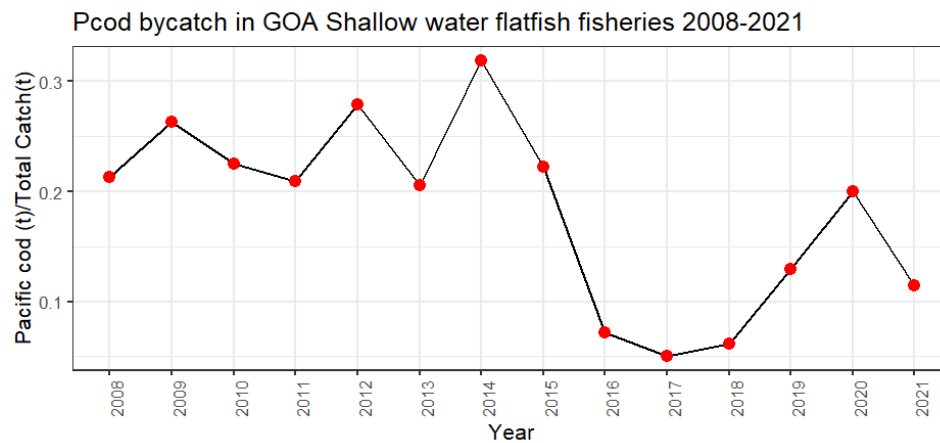 Pcod bycatch in GOA Shallow water flatfish fisheries 2008-2021
Pacific cod (t)/Total Catch(t)
0.3
0.2
0.1
2008 2009 2010 2011 2012 2013 2014 2015 2016 2017 2018 2019 2020 2021
Year